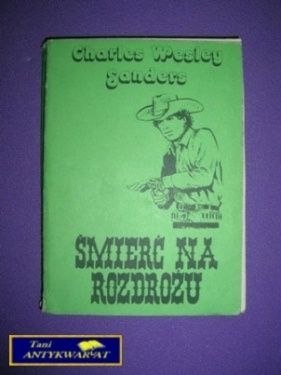 Charles Wesley
Sanders
ŚMIERĆ NA
ROZDROŻU
Tani
ANTYKWARIAT